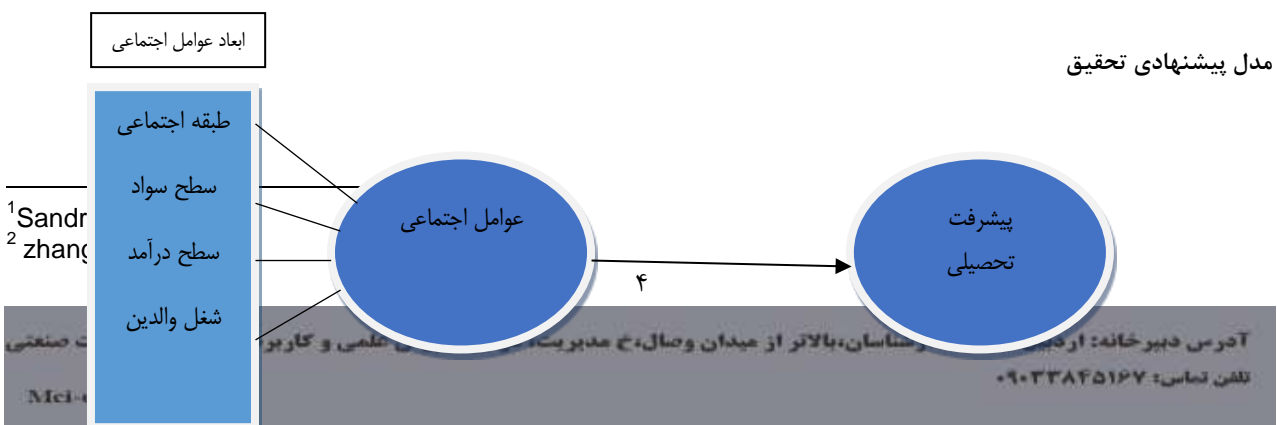 ابعاد عوامل اجتماعی
مدل پیشنهادی تحقیق
طبقه اجتماعی
سطح سواد
سطح درآمد
شغل والدین
عوامل اجتماعی
پیشرفت
تحصیلی
1Sandr
2 zhang
۴
آدرس دبیرخانه: بالاتر از میدان وصال،خ مدیریت، علمی و صنعتی
تلفن تماس: ۰۹۰۳۳۸۴۵۱۶۷